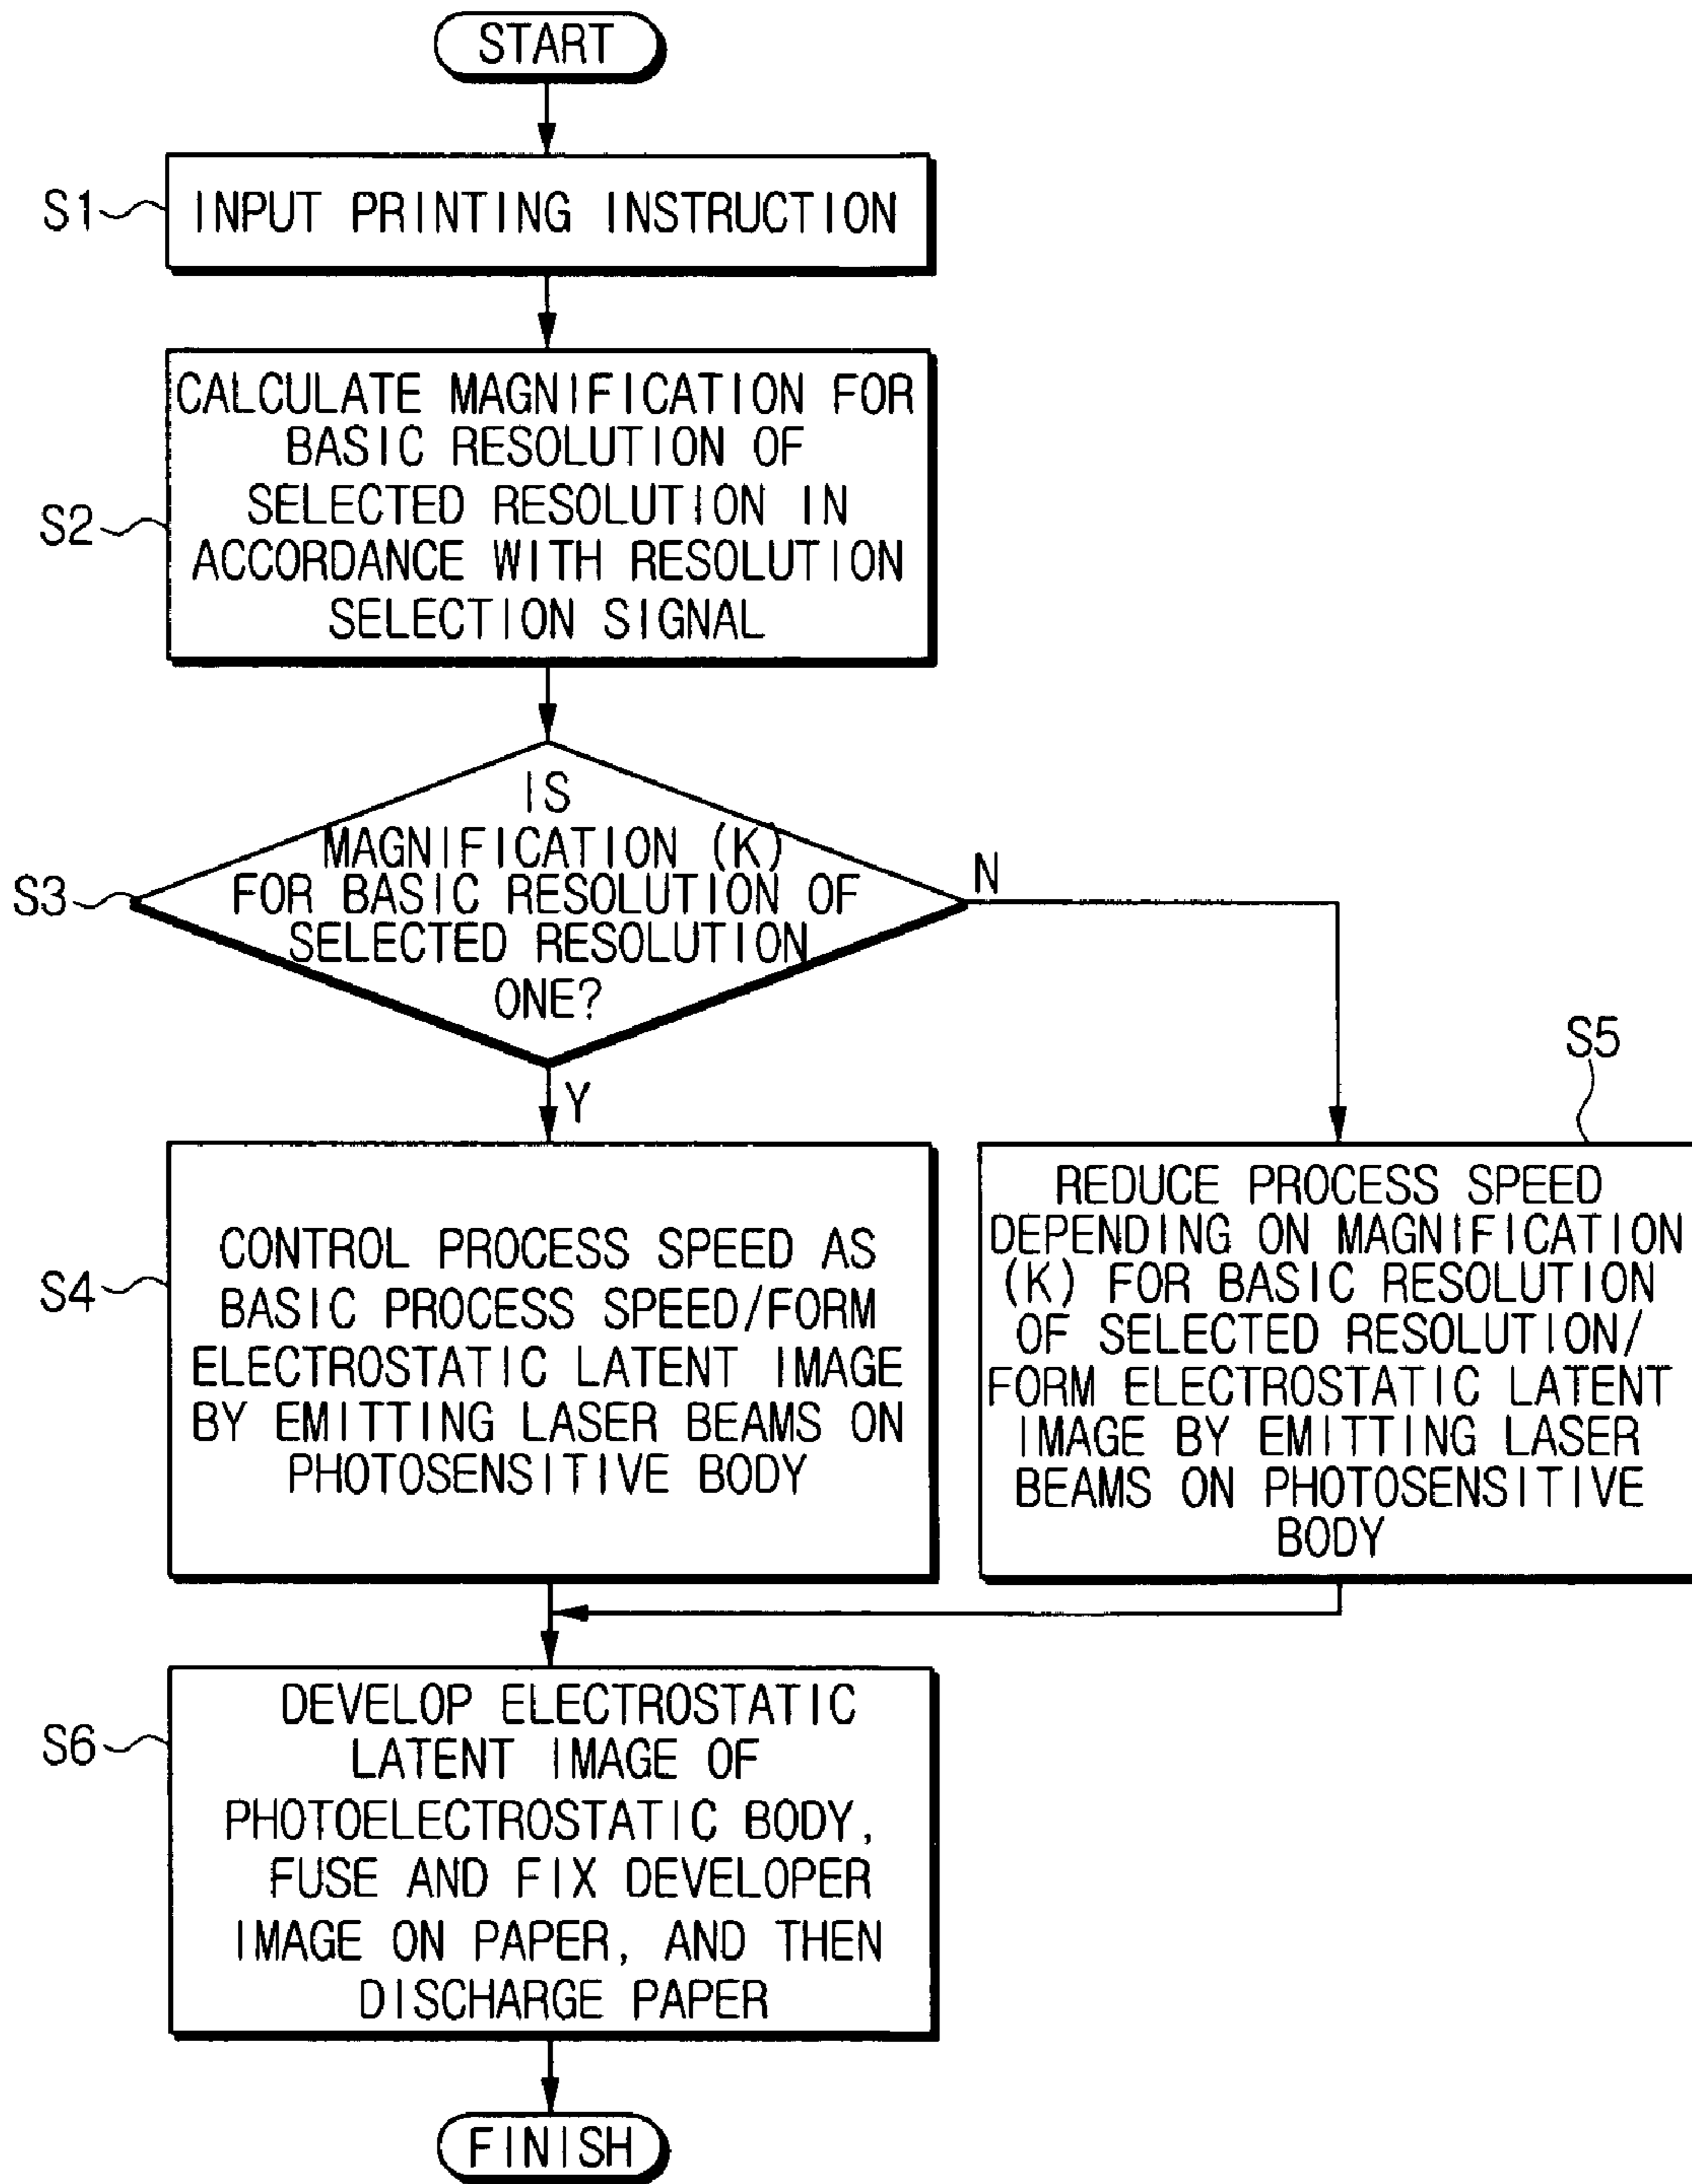 START
S1
INPUT PRINTING INSTRUCTION
S2
CALCULATE MAGNIFICATION FOR
BASIC RESOLUTION OF
SELECTED RESOLUTION IN
ACCORDANCE WITH RESOLUTION
SELECTION SIGNAL
S3
IS
MAGNIFICATION (K)
FOR BASIC RESOLUTION OF
SELECTED RESOLUTION
ONE?
N
Y
S4
CONTROL PROCESS SPEED AS
BASIC PROCESS SPEED/FORM
ELECTROSTATIC LATENT IMAGE
BY EMITTING LASER BEAMS ON
PHOTOSENSITIVE BODY
S5
REDUCE PROCESS SPEED
DEPENDING ON MAGNIFICATION
(K) FOR BASIC RESOLUTION
OF SELECTED RESOLUTION/
FORM ELECTROSTATIC LATENT
IMAGE BY EMITTING LASER
BEAMS ON PHOTOSENSITIVE
BODY
S6
DEVELOP ELECTROSTATIC
LATENT IMAGE OF
PHOTOELECTROSTATIC BODY,
FUSE AND FIX DEVELOPER
IMAGE ON PAPER, AND THEN
DISCHARGE PAPER
FINISH